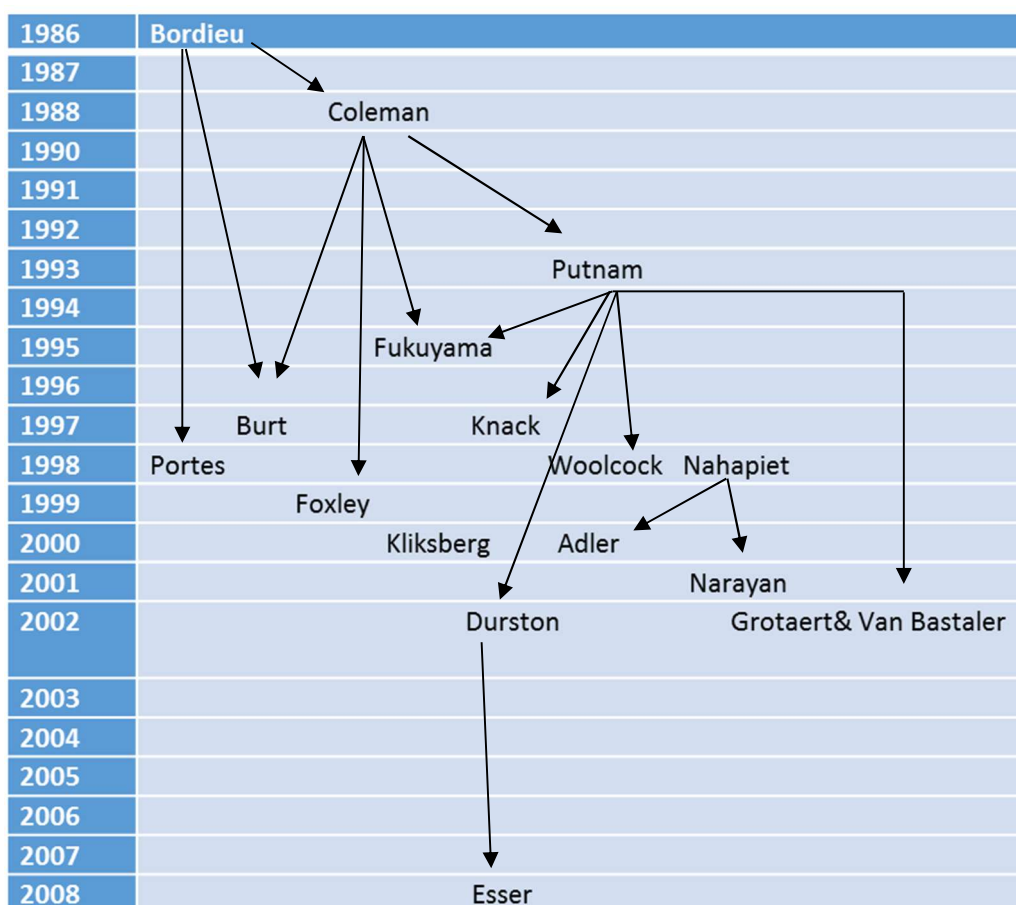 1986 Bordieu
1987
1988 Coleman
1990
1991
1992
1993 Putnam
1994
1995 Fukuyama
1996
1997 Burt Knack
1998 Portes Woolcock Nahapiet
1999 Foxley
2000 Kliksberg Adler
2001 Narayan
2002 Durston Grotaert& Van Bastaler
2003
2004
2005
2006
2007
2008 Esser